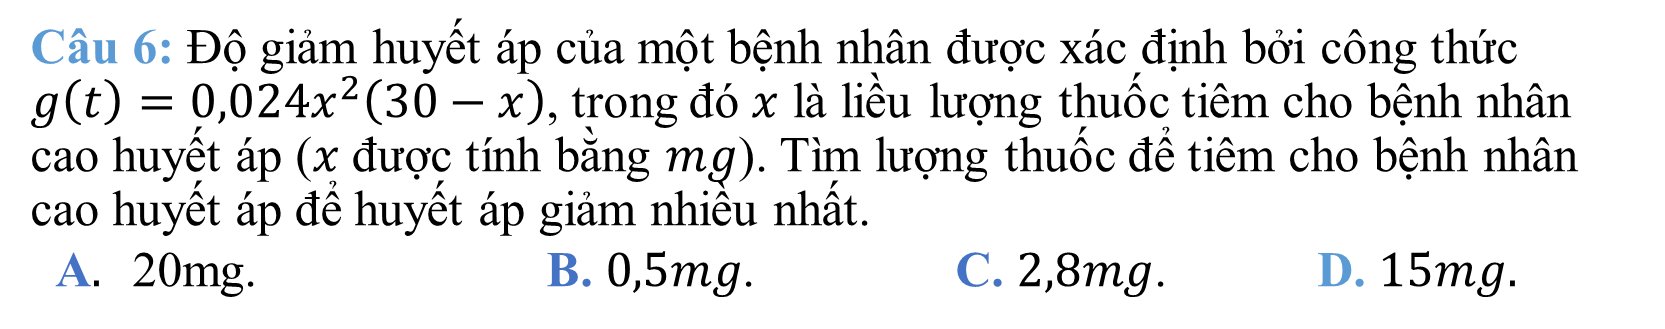 Câu 6: Độ giảm huyết áp của một bệnh nhân được xác định bởi công thức
g(t) = 0,024x²(30 − x), trong đó x là liều lượng thuốc tiêm cho bệnh nhân
cao huyết áp (x được tính bằng mg). Tìm lượng thuốc để tiêm cho bệnh nhân
cao huyết áp để huyết áp giảm nhiều nhất.
A. 20mg. B. 0,5mg. C. 2,8mg. D. 15mg.